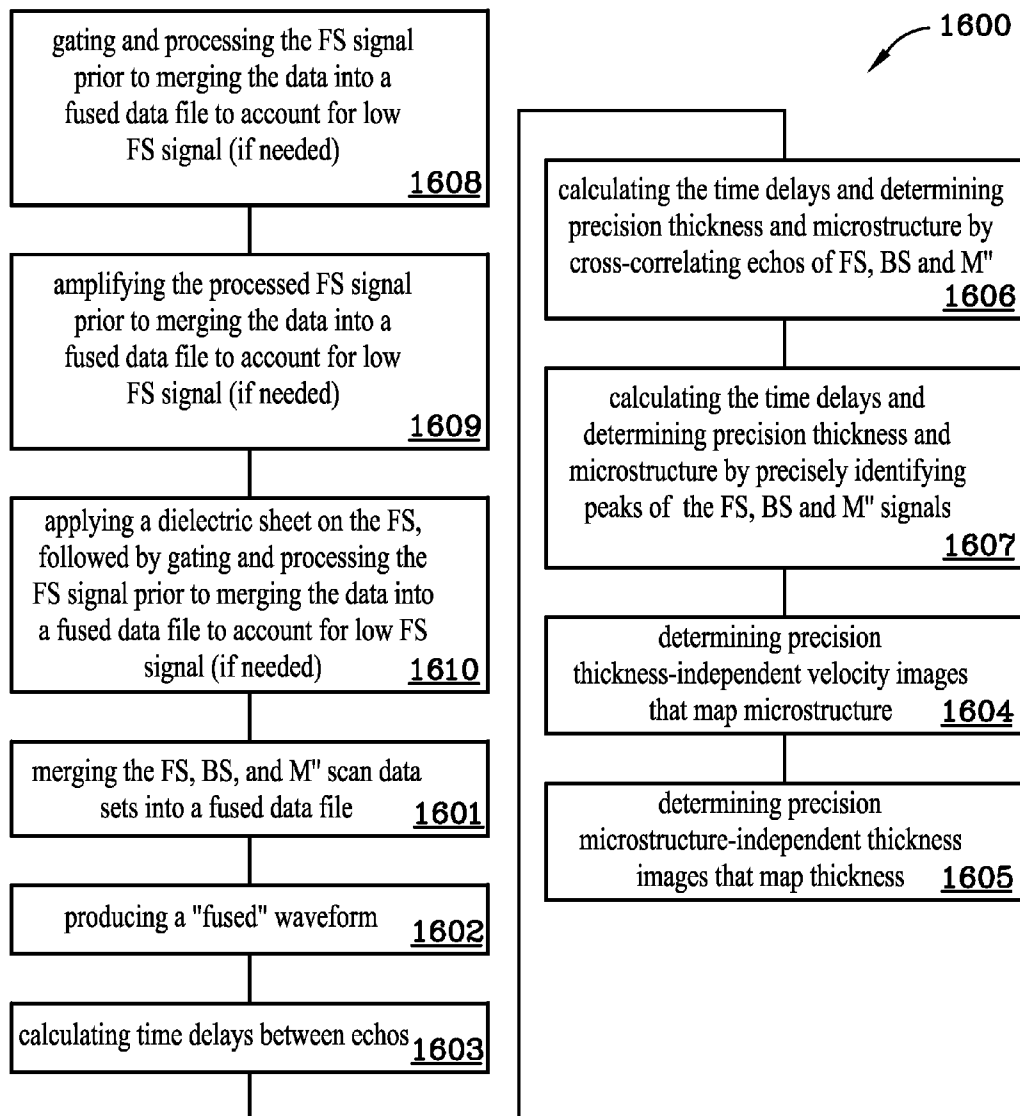 1600
gating and processing the FS signal
prior to merging the data into a
fused data file to account for low
FS signal (if needed)
1608
amplifying the processed FS signal
prior to merging the data into a
fused data file to account for low
FS signal (if needed)
1609
applying a dielectric sheet on the FS,
followed by gating and processing the
FS signal prior to merging the data into
a fused data file to account for low FS
signal (if needed)
1610
merging the FS, BS, and M" scan data
sets into a fused data file
1601
producing a "fused" waveform
1602
calculating time delays between echos
1603
calculating the time delays and determining
precision thickness and microstructure by
cross-correlating echos of FS, BS and M"
1606
calculating the time delays and
determining precision thickness and
microstructure by precisely identifying
peaks of the FS, BS and M" signals
1607
determining precision
thickness-independent velocity images
that map microstructure
1604
determining precision
microstructure-independent thickness
images that map thickness
1605